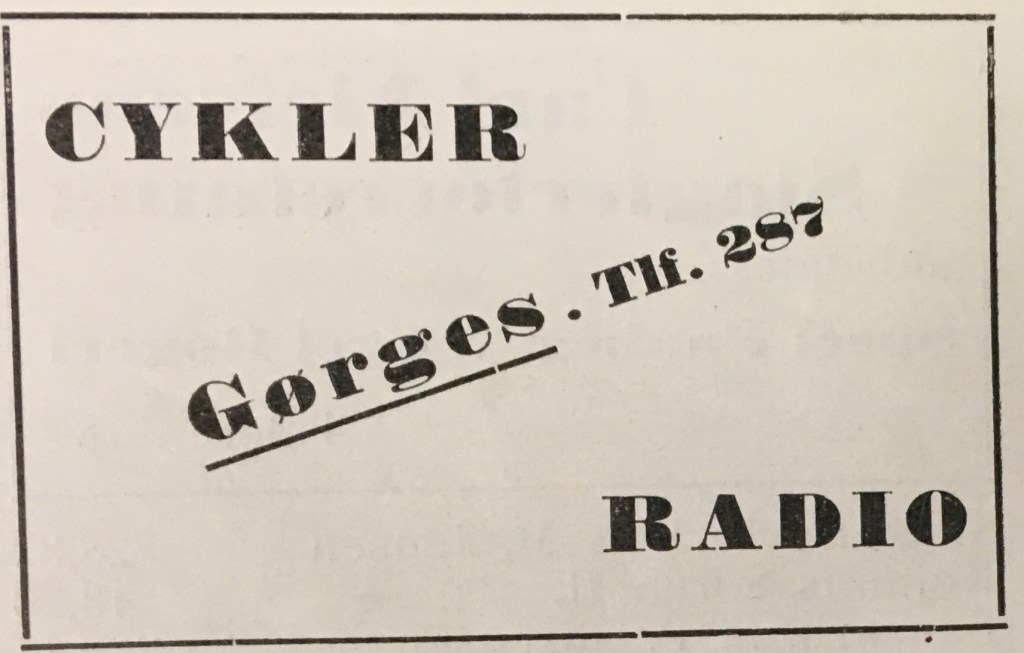 CYKLER
Gørges. Tlf. 287
RADIO